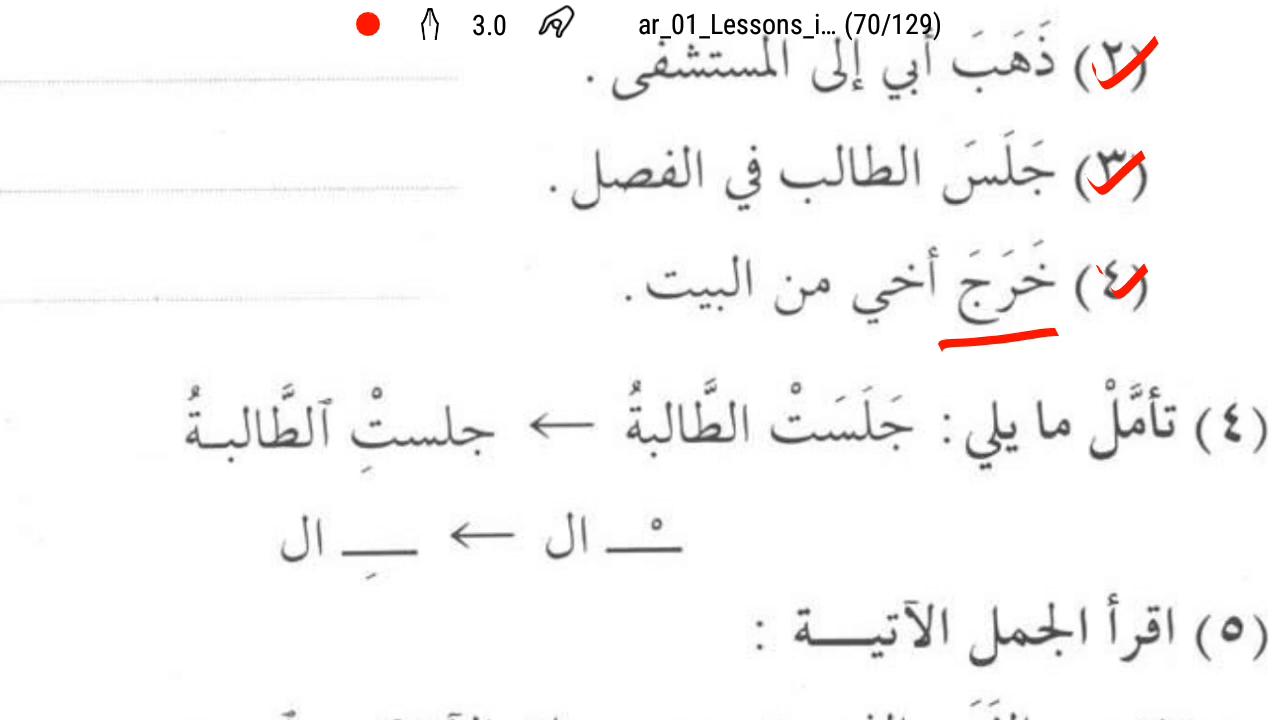 3.0 ar_01_Lessons_i… (70/129)
(٢) ذَهَبَ أبي إلى المستشفى .
(٣) جَلَسَ الطالب في الفصل .
(٤) خَرَجَ أخي من البيت .
(٤) تأمَّلْ ما يلي : جَلَسَتْ الطَّالبةُ ← جلستِْ ٱلطَّالبـةُ
ـْ ال ← ـِ ال
(٥) اقرأ الجمل الآتيـــة :